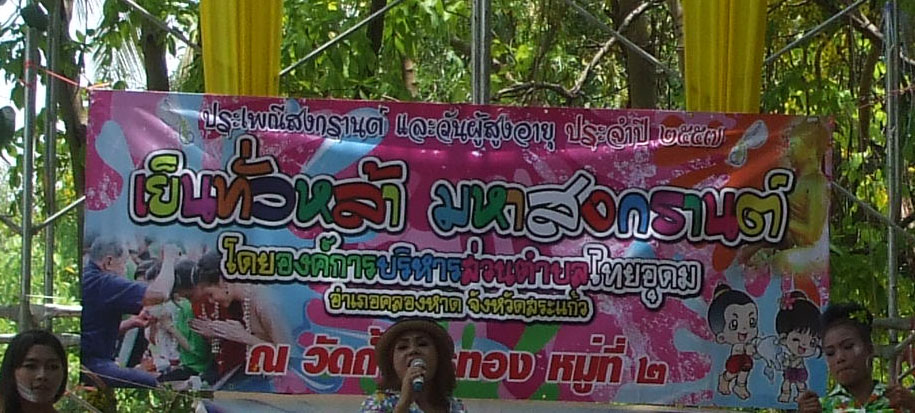 ประเพณีสงกรานต์ และวันผู้สูงอายุ ประจำปี ๒๕๕๗
เย็นทั่วหล้า มหาสงกรานต์
โดยองค์การบริหารส่วนตำบลไทยอุดม
อำเภอคลองหาด จังหวัดสระแก้ว
ณ วัดถ้ำ ทอง หมู่ที่ ๒